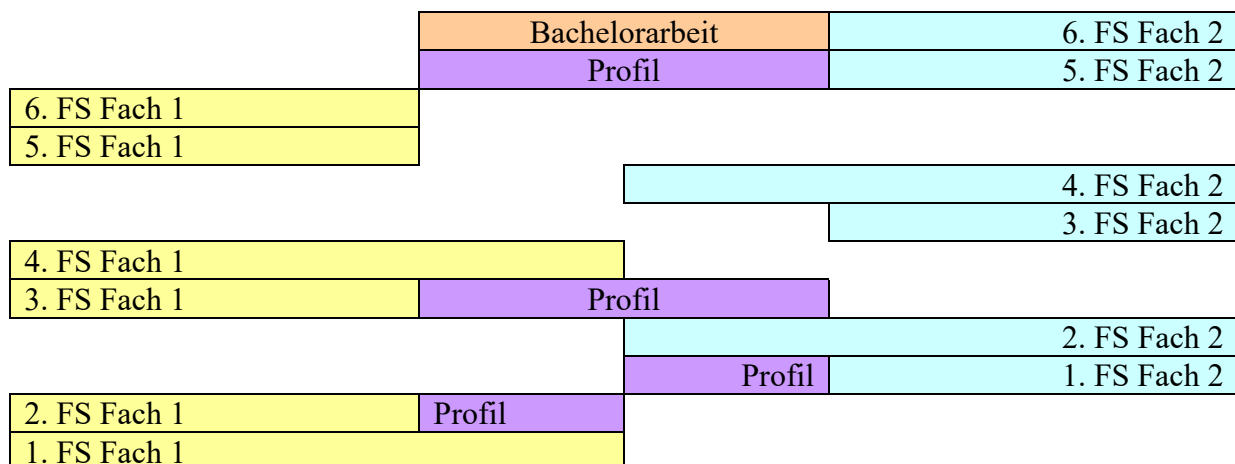 Bachelorarbeit 6. FS Fach 2
Profil 5. FS Fach 2
6. FS Fach 1
5. FS Fach 1
4. FS Fach 2
3. FS Fach 2
4. FS Fach 1
3. FS Fach 1 Profil
2. FS Fach 2
Profil 1. FS Fach 2
2. FS Fach 1 Profil
1. FS Fach 1